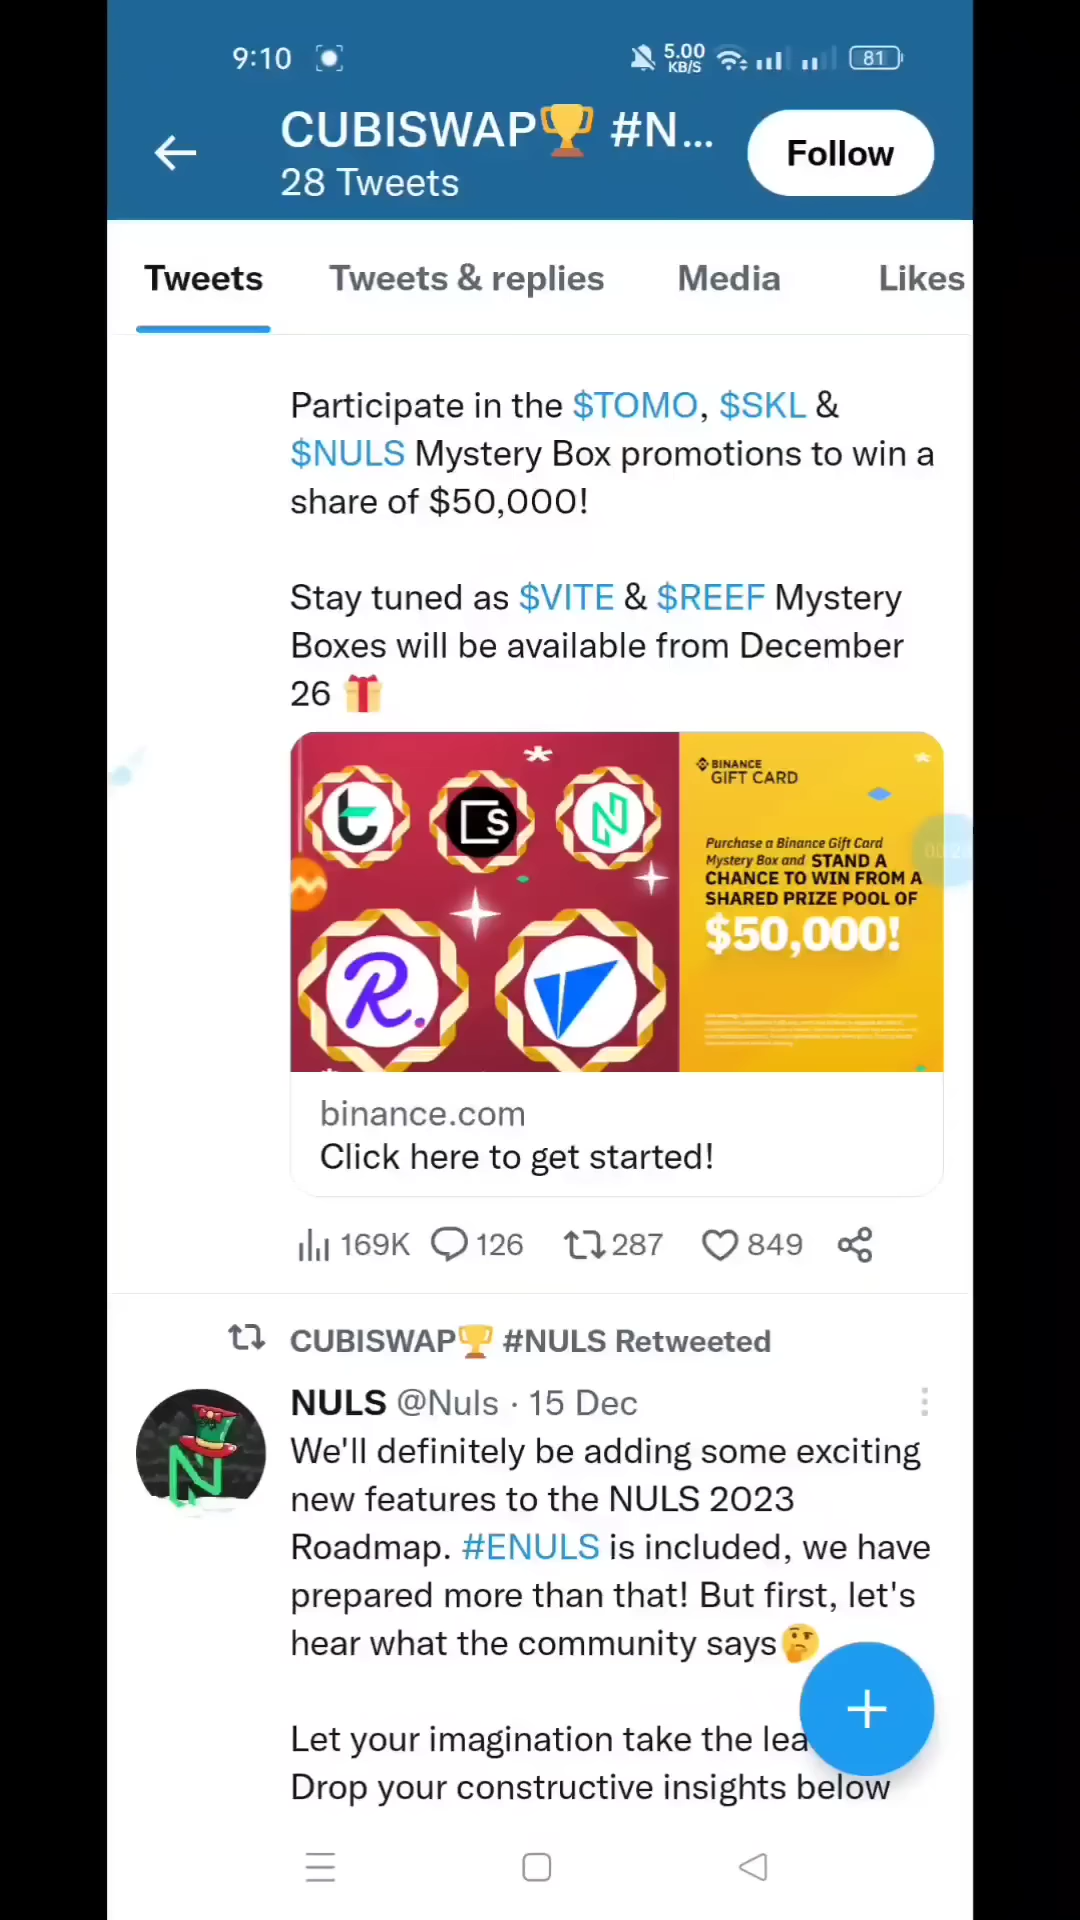 9:10
5.00
KB/S
81
CUBISWAP🏆 #N...
28 Tweets
Follow
Tweets
Tweets & replies
Media
Likes
Participate in the $TOMO, $SKL &
$NULS Mystery Box promotions to win a
share of $50,000!
Stay tuned as $VITE & $REEF Mystery
Boxes will be available from December
26 🎁
BINANCE
GIFT CARD
Purchase a Binance Gift Card
Mystery Box and STAND A
CHANCE TO WIN FROM A
SHARED PRIZE POOL OF
$50,000!
binance.com
Click here to get started!
169K
126
287
849
CUBISWAP🏆 #NULS Retweeted
NULS @Nuls · 15 Dec
We'll definitely be adding some exciting
new features to the NULS 2023
Roadmap. #ENULS is included, we have
prepared more than that! But first, let's
hear what the community says🤔
Let your imagination take the lea
Drop your constructive insights below